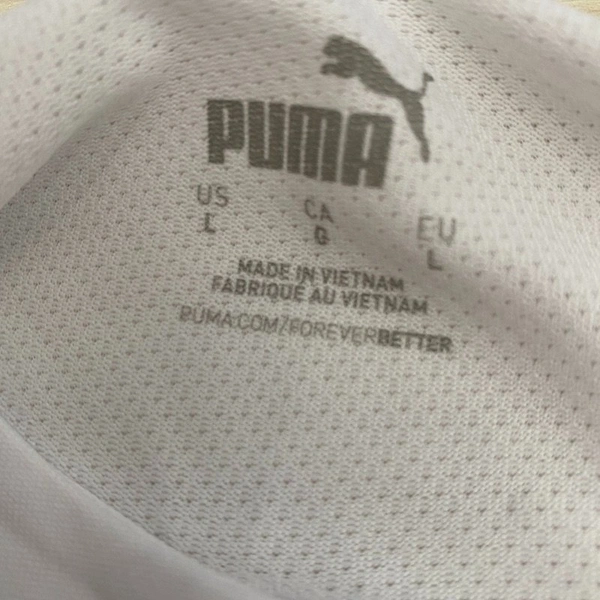 PUMA
US CA EU
L G L
MADE IN VIETNAM
FABRIQUÉ AU VIETNAM
PUMA.COM/FOREVERBETTER